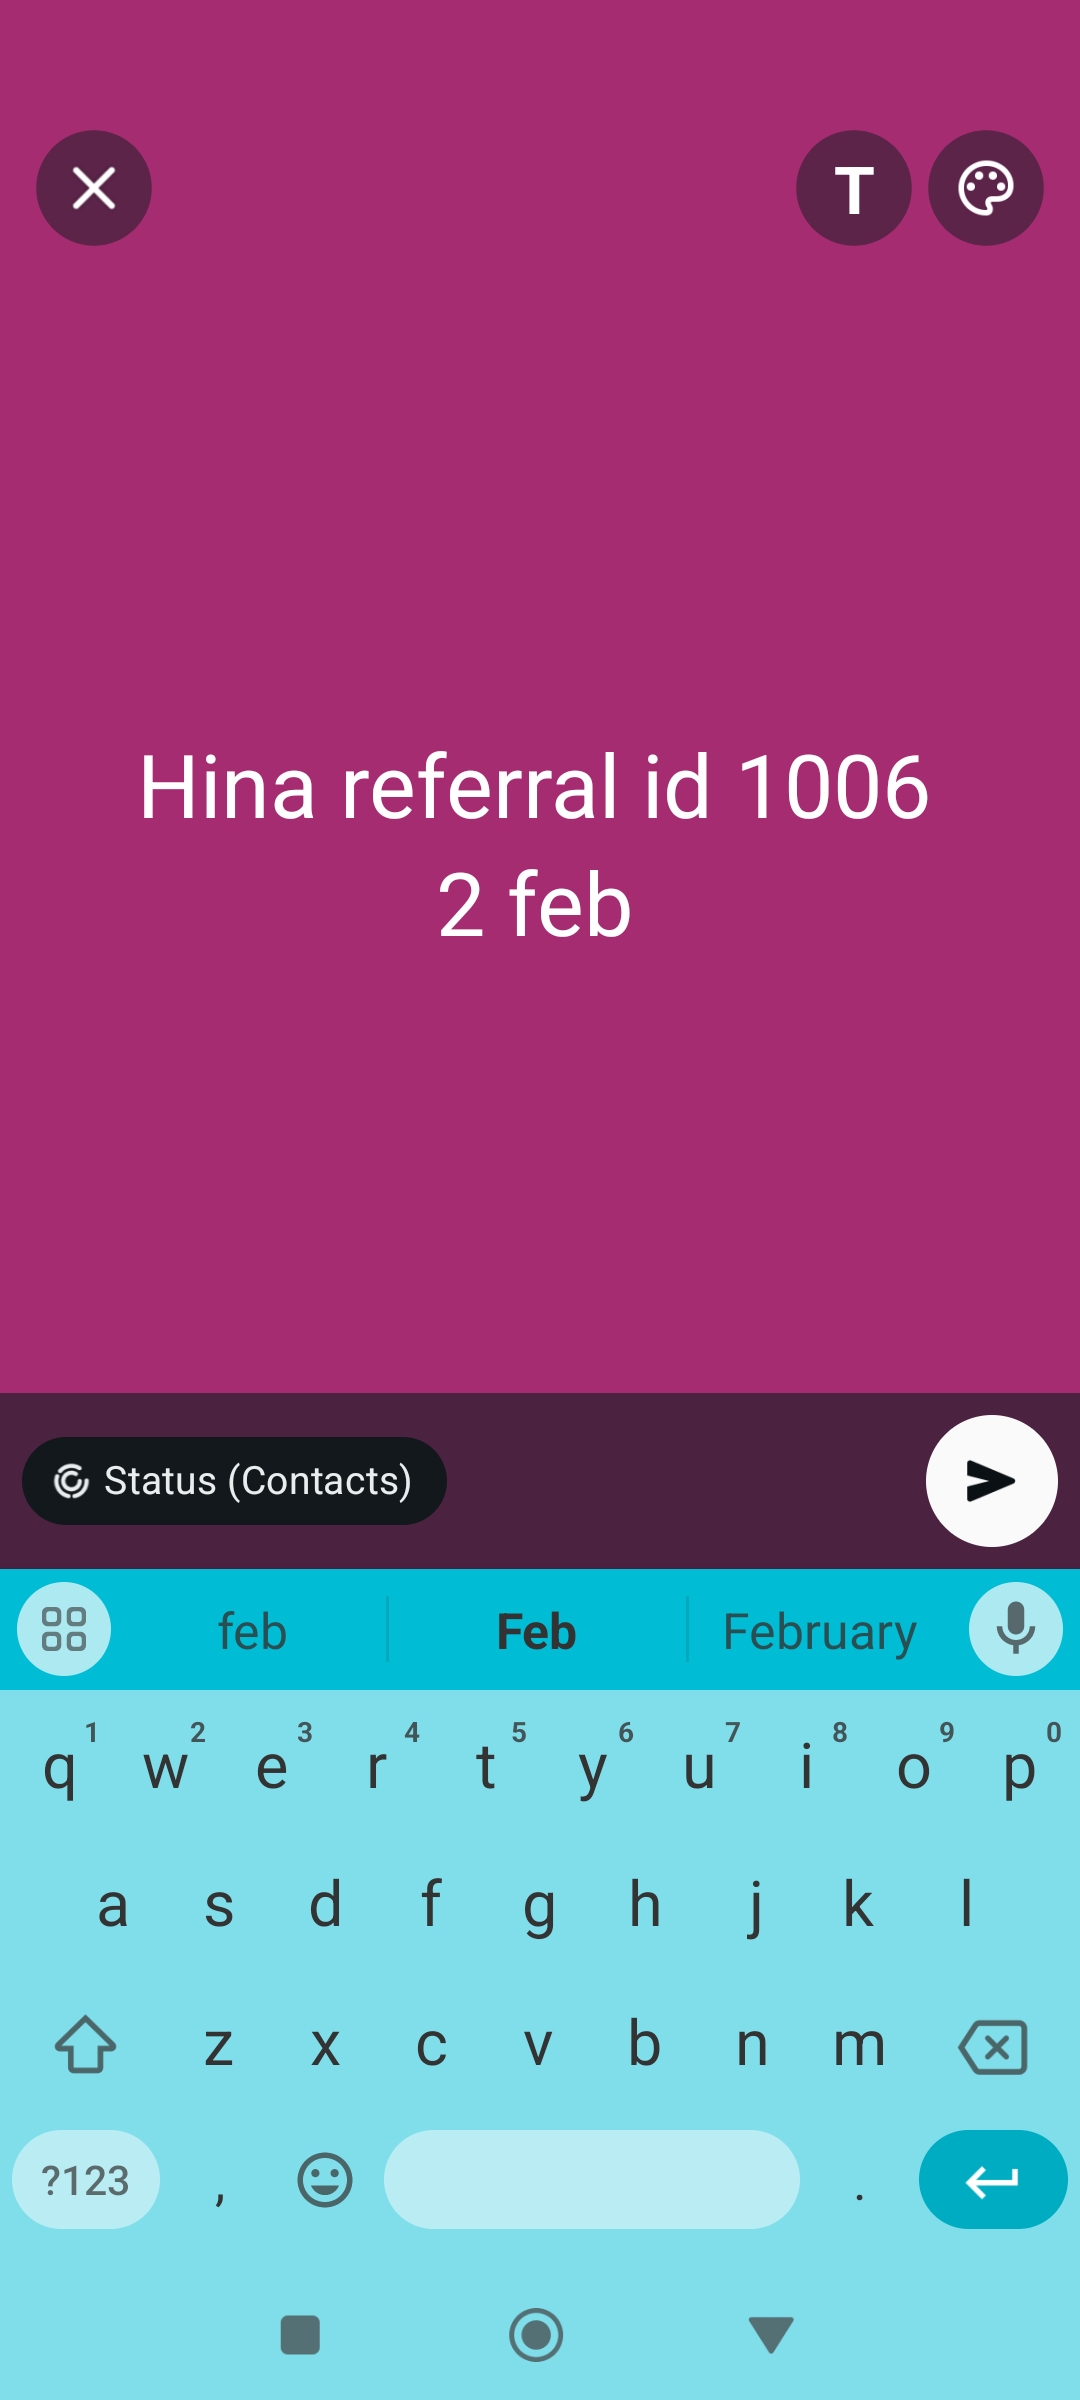 T
Hina referral id 1006
2 feb
Status (Contacts)
feb Feb February
1 2 3 4 5 6 7 8 9 0
q w e r t y u i o p
a s d f g h j k l
z x c v b n m
?123 , .